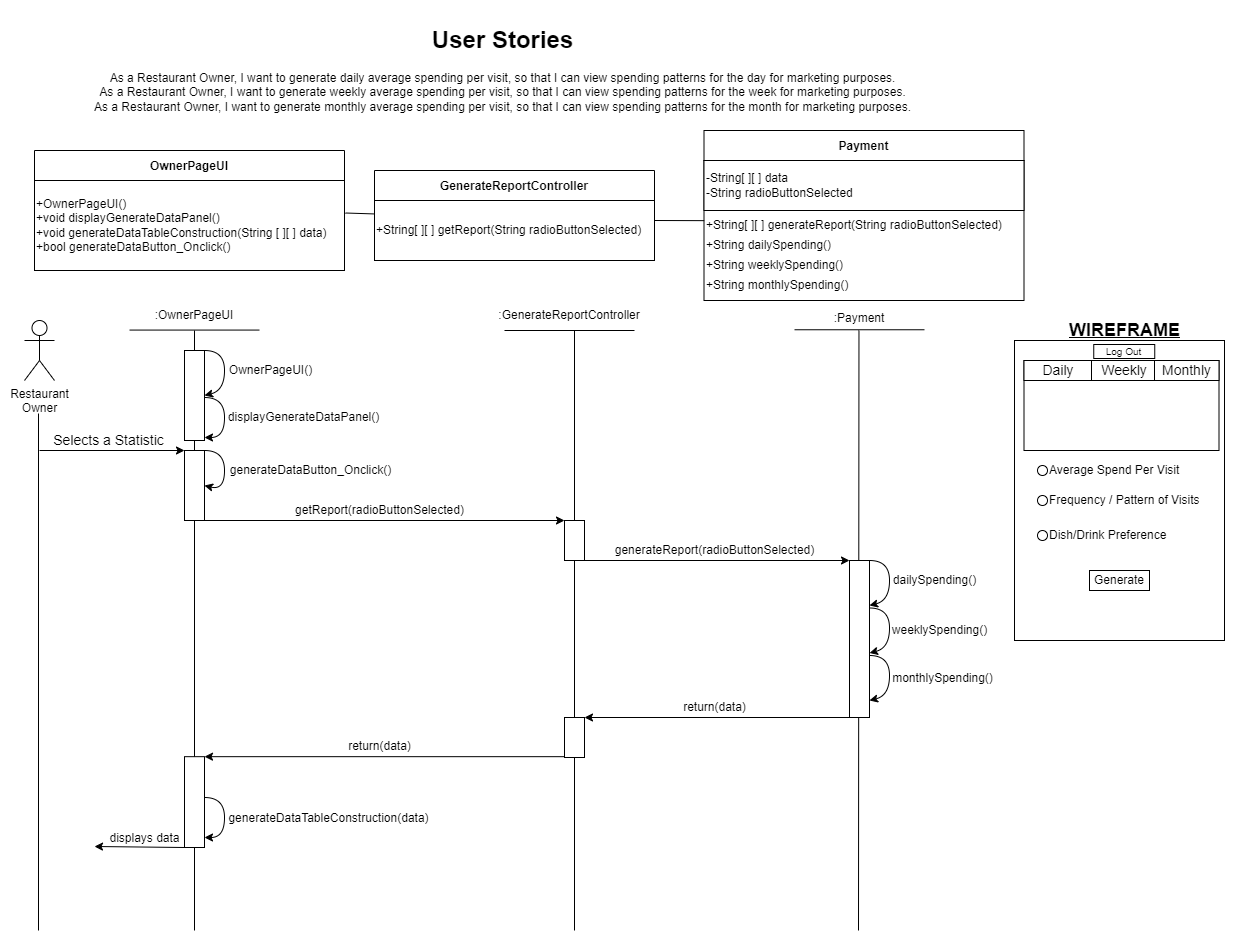 User Stories
As a Restaurant Owner, I want to generate daily average spending per visit, so that I can view spending patterns for the day for marketing purposes.
As a Restaurant Owner, I want to generate weekly average spending per visit, so that I can view spending patterns for the week for marketing purposes.
As a Restaurant Owner, I want to generate monthly average spending per visit, so that I can view spending patterns for the month for marketing purposes.
OwnerPageUI
+OwnerPageUI()
+void displayGenerateDataPanel()
+void generateDataTableConstruction(String [ ][ ] data)
+bool generateDataButton_Onclick()
GenerateReportController
+String[ ][ ] getReport(String radioButtonSelected)
Payment
-String[ ][ ] data
-String radioButtonSelected
+String[ ][ ] generateReport(String radioButtonSelected)
+String dailySpending()
+String weeklySpending()
+String monthlySpending()
:OwnerPageUI
:GenerateReportController
:Payment
Restaurant
Owner
OwnerPageUI()
displayGenerateDataPanel()
Selects a Statistic
generateDataButton_Onclick()
getReport(radioButtonSelected)
generateReport(radioButtonSelected)
dailySpending()
weeklySpending()
monthlySpending()
return(data)
return(data)
generateDataTableConstruction(data)
displays data
WIREFRAME
Log Out
Daily Weekly Monthly
Average Spend Per Visit
Frequency / Pattern of Visits
Dish/Drink Preference
Generate